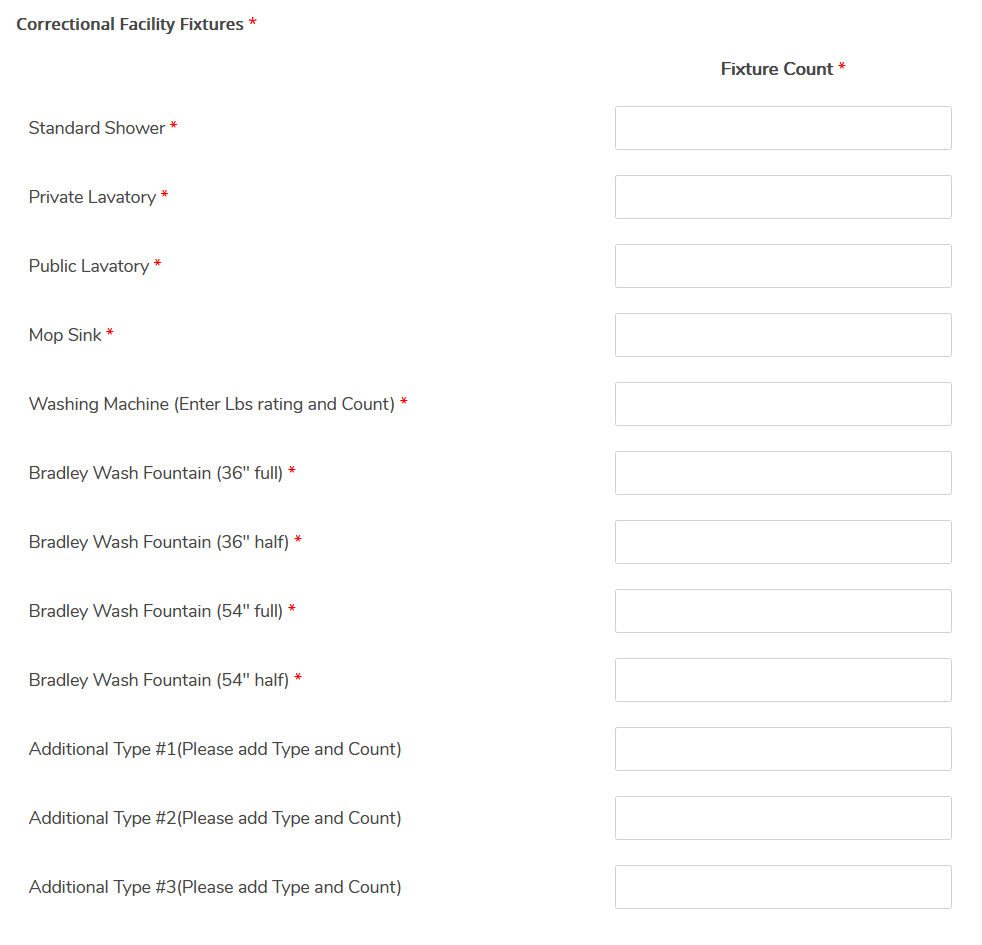 Correctional Facility Fixtures *
Fixture Count *
Standard Shower *
Private Lavatory *
Public Lavatory *
Mop Sink *
Washing Machine (Enter Lbs rating and Count) *
Bradley Wash Fountain (36" full) *
Bradley Wash Fountain (36" half) *
Bradley Wash Fountain (54" full) *
Bradley Wash Fountain (54" half) *
Additional Type #1(Please add Type and Count)
Additional Type #2(Please add Type and Count)
Additional Type #3(Please add Type and Count)